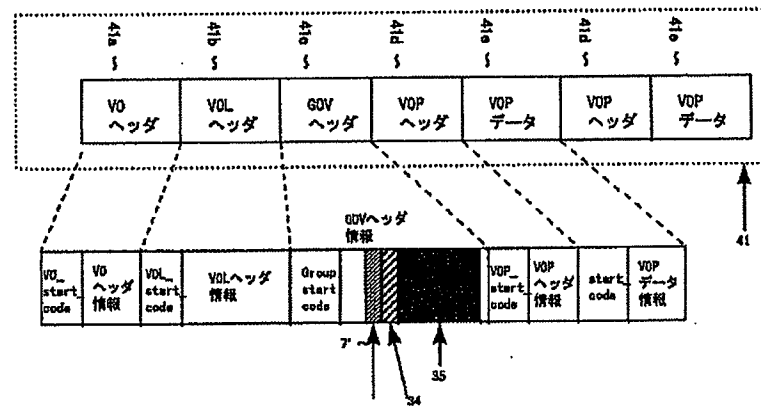 41a
41b
41c
41d
41e
41d
41e
VO
ヘッダ
VOL
ヘッダ
GOV
ヘッダ
VOP
ヘッダ
VOP
データ
VOP
ヘッダ
VOP
データ
41
GOVヘッダ
情報
VO_
start_
code
VO
ヘッダ
情報
VOL_
start_
code
VOLヘッダ
情報
Group
start
code
VOP_
start_
code
VOP
ヘッダ
情報
start_
code
VOP
データ
情報
7'
34
35